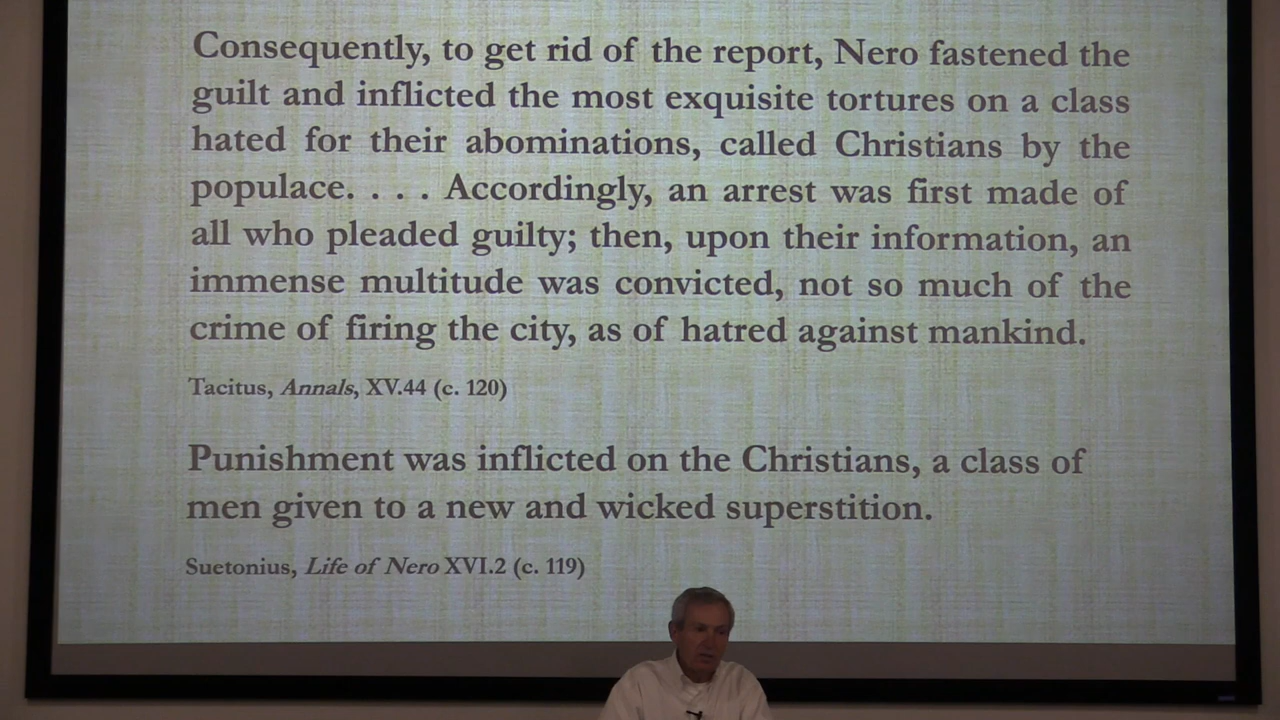 Consequently, to get rid of the report, Nero fastened the
guilt and inflicted the most exquisite tortures on a class
hated for their abominations, called Christians by the
populace. . . . Accordingly, an arrest was first made of
all who pleaded guilty; then, upon their information, an
immense multitude was convicted, not so much of the
crime of firing the city, as of hatred against mankind.
Tacitus, Annals, XV.44 (c. 120)
Punishment was inflicted on the Christians, a class of
men given to a new and wicked superstition.
Suetonius, Life of Nero XVI.2 (c. 119)